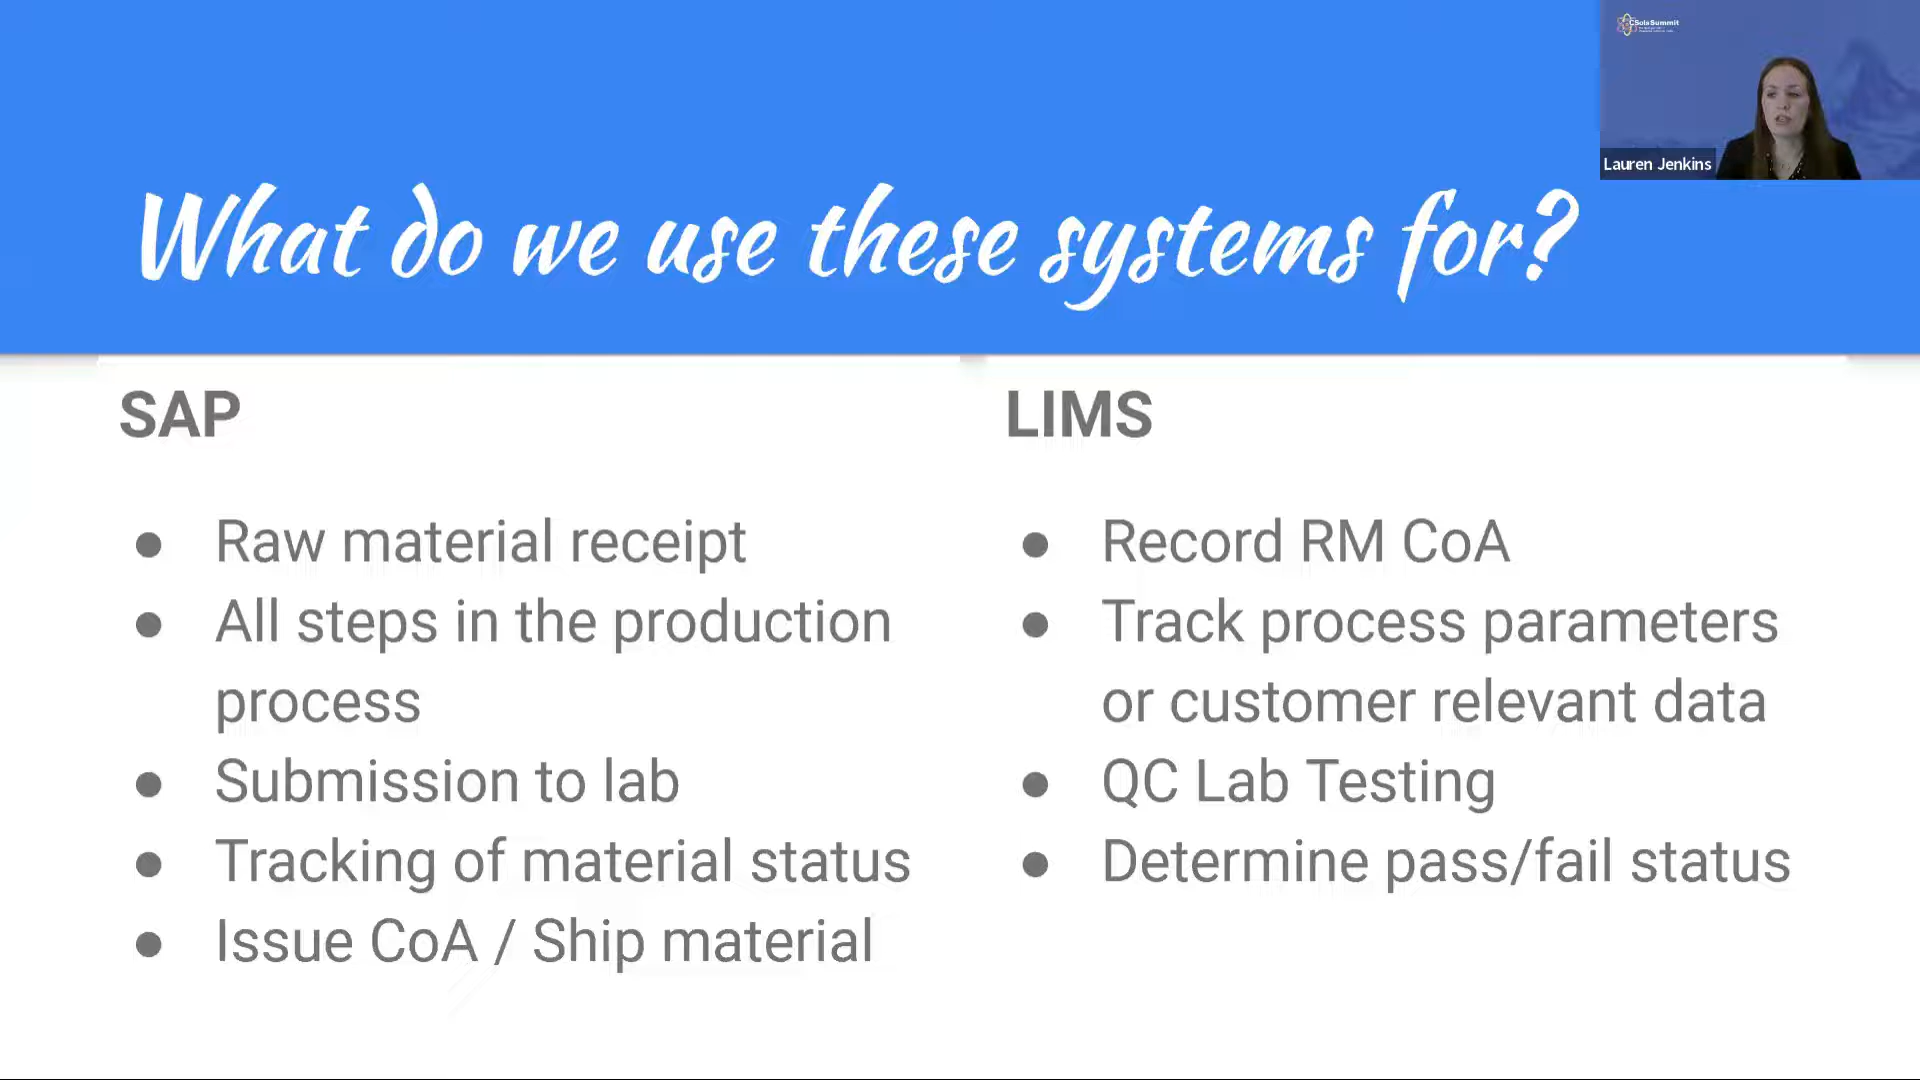 CSols Summit
Lauren Jenkins
What do we use these systems for?
SAP
● Raw material receipt
● All steps in the production
process
● Submission to lab
● Tracking of material status
● Issue CoA / Ship material
LIMS
● Record RM CoA
● Track process parameters
or customer relevant data
● QC Lab Testing
● Determine pass/fail status